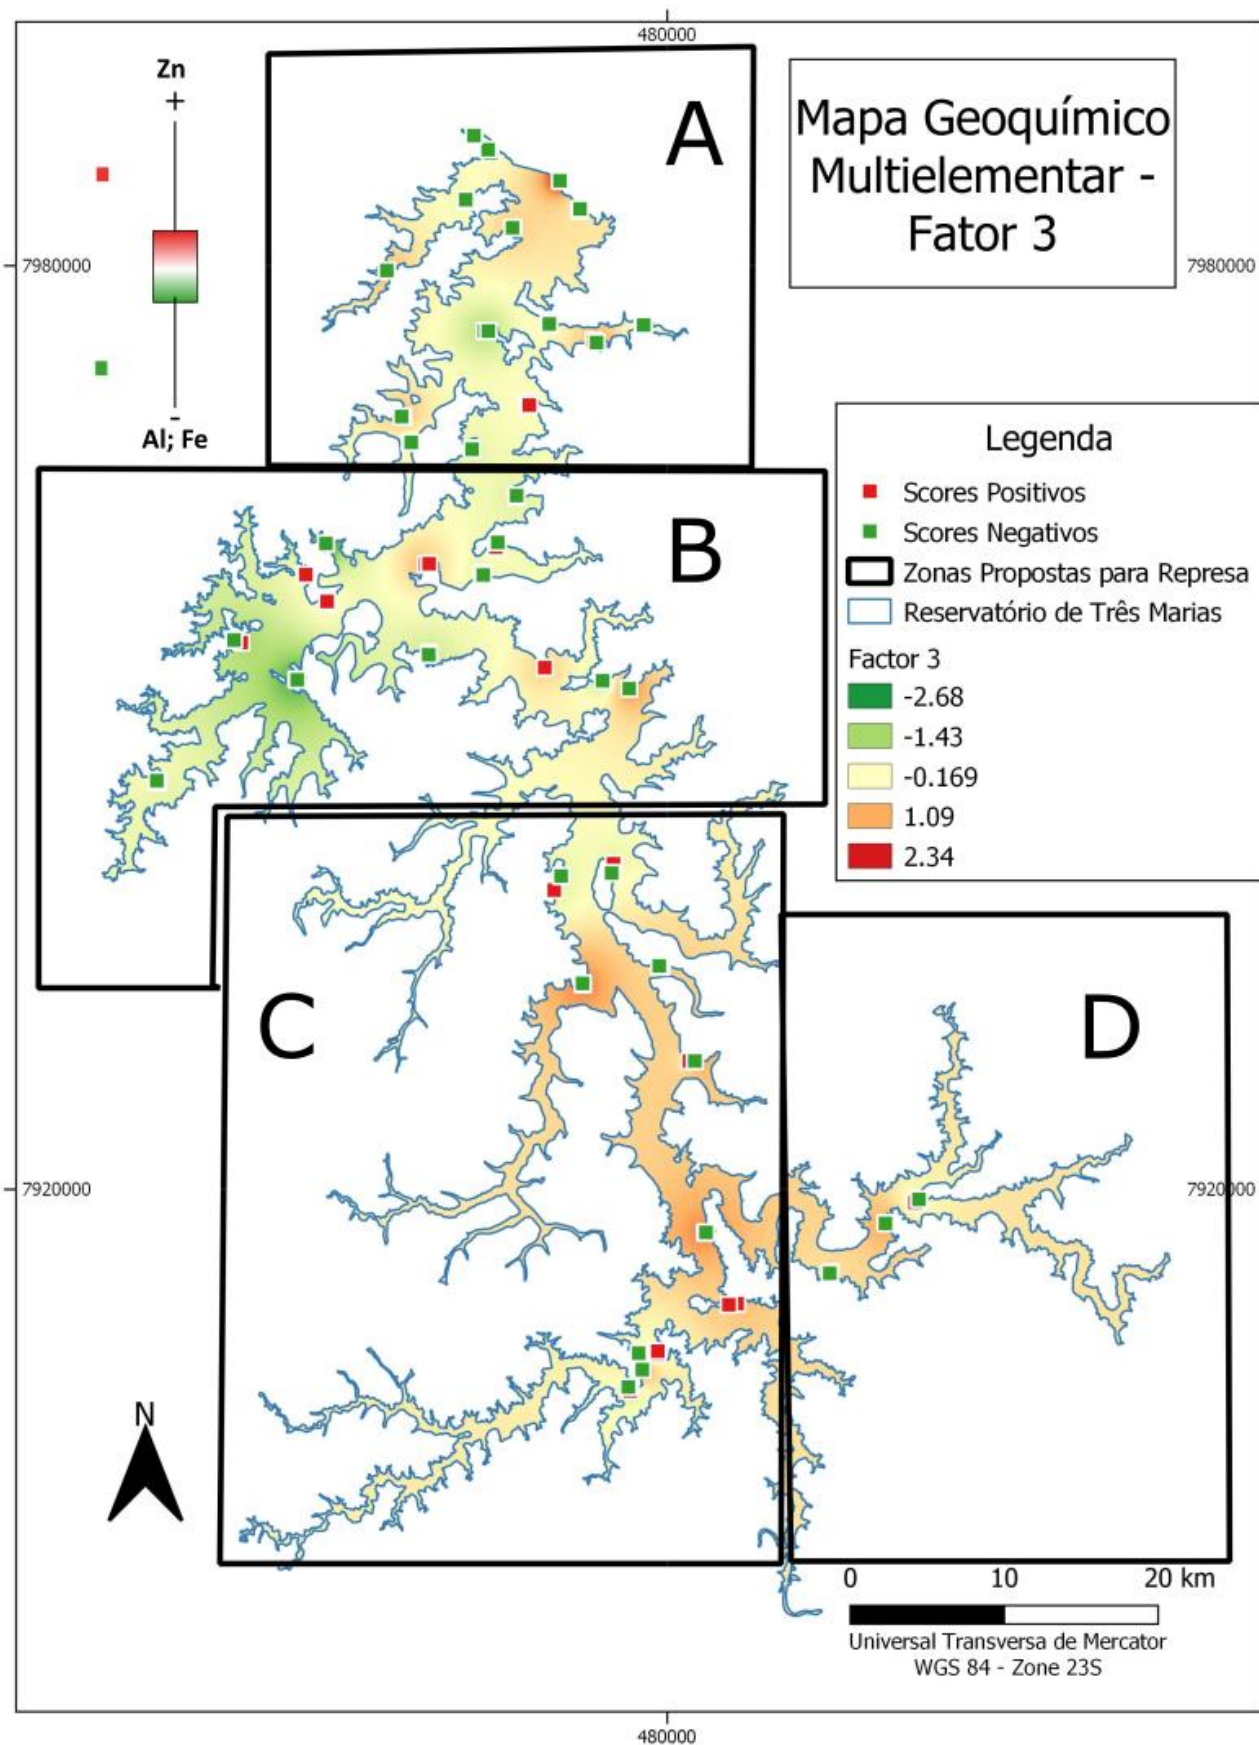 480000
Zn
+
A
Mapa Geoquímico
Multielementar -
Fator 3
7980000
7980000
-
Al; Fe
Legenda
Scores Positivos
Scores Negativos
Zonas Propostas para Represa
Reservatório de Três Marias
Factor 3
-2.68
-1.43
-0.169
1.09
2.34
B
C
D
7920000
7920000
N
0 10 20 km
Universal Transversa de Mercator
WGS 84 - Zone 23S
480000